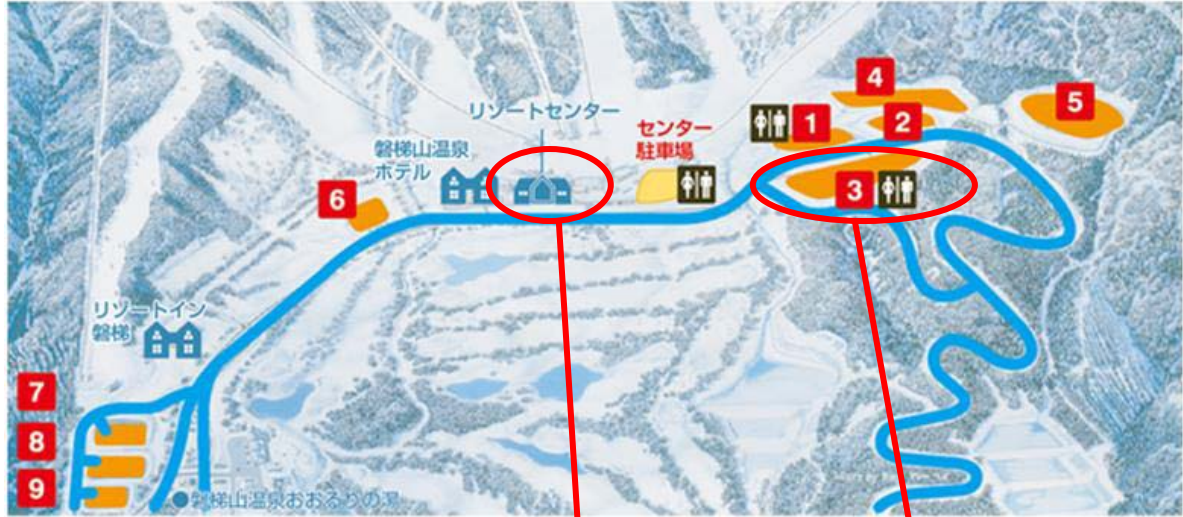 4
5
リゾートセンター
1
2
センター
駐車場
磐梯山温泉
ホテル
3
6
リゾートイン
磐梯
7
8
9
磐梯山温泉おおるりの湯